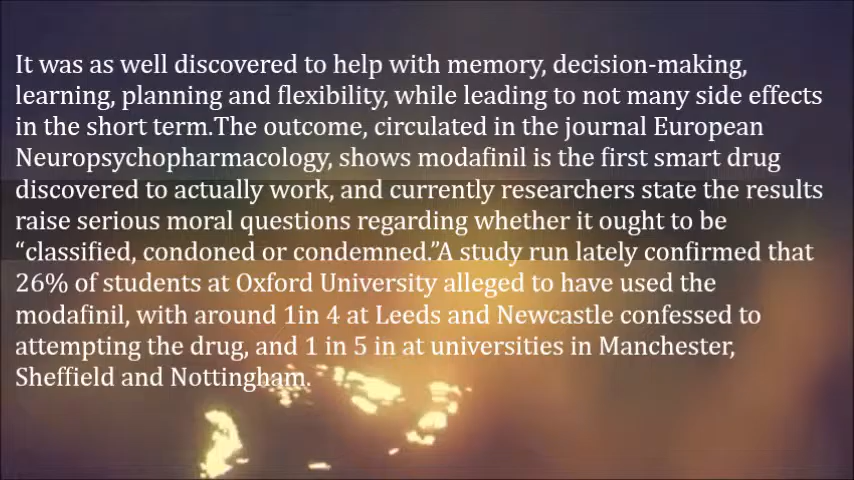 It was as well discovered to help with memory, decision-making,
learning, planning and flexibility, while leading to not many side effects
in the short term.The outcome, circulated in the journal European
Neuropsychopharmacology, shows modafinil is the first smart drug
discovered to actually work, and currently researchers state the results
raise serious moral questions regarding whether it ought to be
“classified, condoned or condemned.”A study run lately confirmed that
26% of students at Oxford University alleged to have used the
modafinil, with around 1in 4 at Leeds and Newcastle confessed to
attempting the drug, and 1 in 5 in at universities in Manchester,
Sheffield and Nottingham.